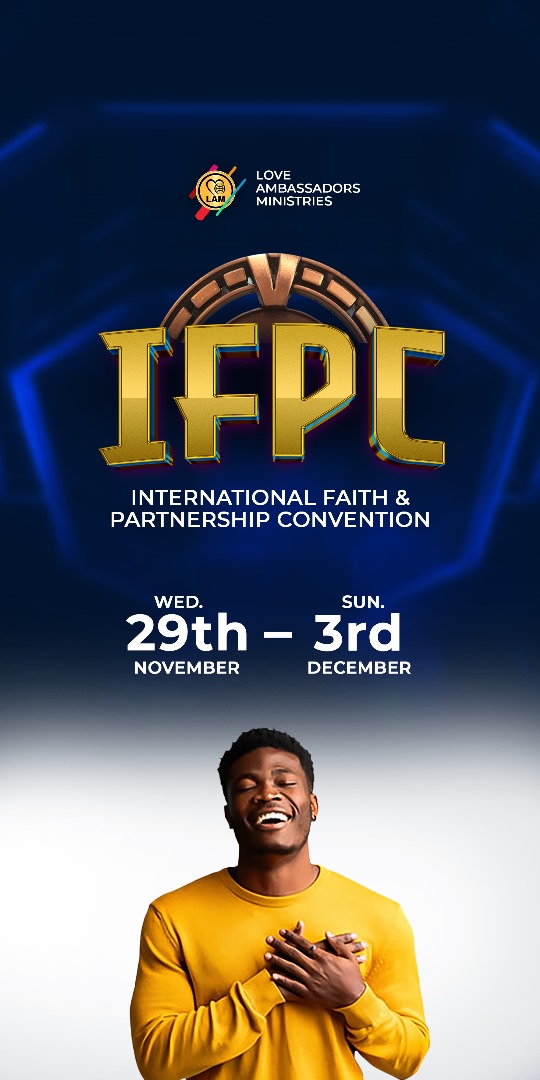 LAM
LOVE
AMBASSADORS
MINISTRIES
IFPC
INTERNATIONAL FAITH &
PARTNERSHIP CONVENTION
WED. SUN.
29th – 3rd
NOVEMBER DECEMBER